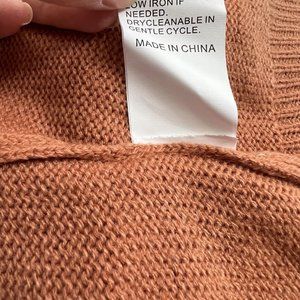 LOW IRON IF
NEEDED.
DRYCLEANABLE IN
GENTLE CYCLE.
MADE IN CHINA